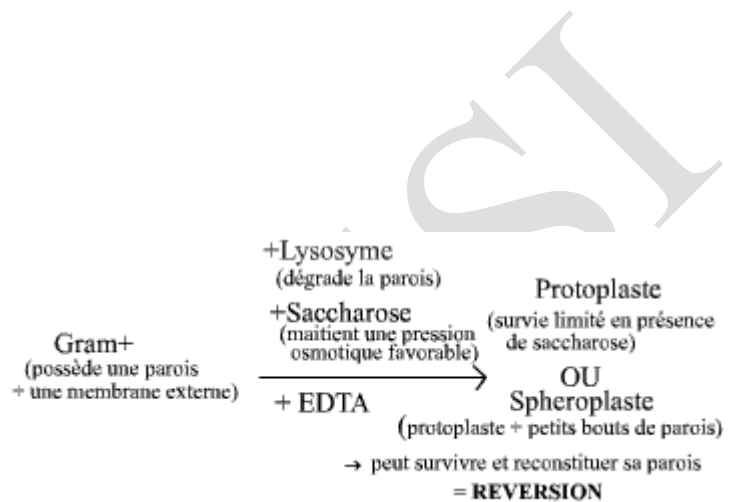 +Lysosyme
(dégrade la parois)
+Saccharose
(maitient une pression
osmotique favorable)
Gram+
(possède une parois
+ une membrane externe)
+ EDTA
Protoplaste
(survie limité en présence
de saccharose)
OU
Spheroplaste
(protoplaste + petits bouts de parois)
→ peut survivre et reconstituer sa parois
= REVERSION